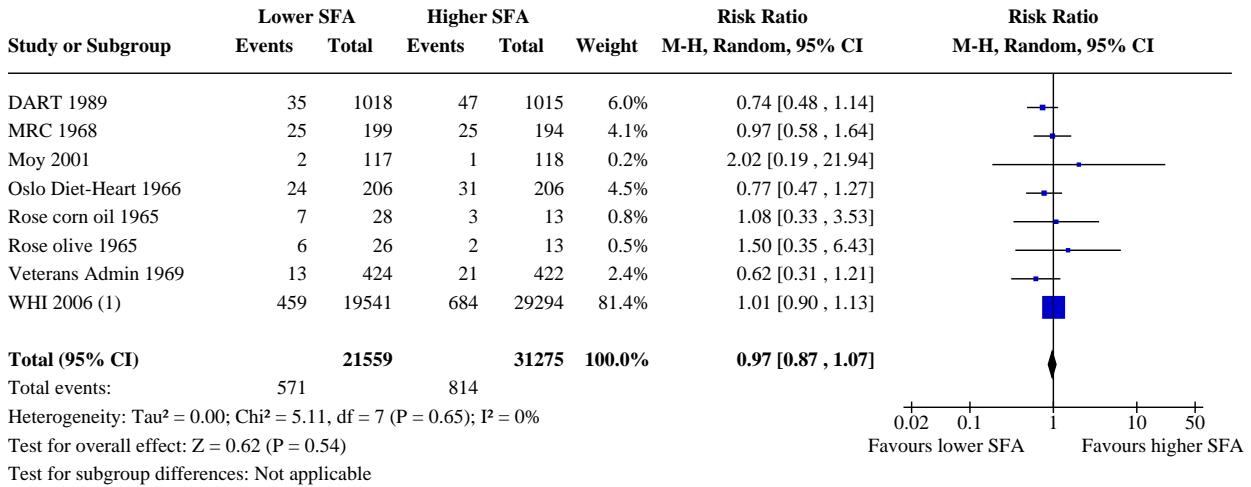 Lower SFA Higher SFA Risk Ratio Risk Ratio
Study or Subgroup Events Total Events Total Weight M-H, Random, 95% CI M-H, Random, 95% CI
DART 1989 35 1018 47 1015 6.0% 0.74 [0.48 , 1.14]
MRC 1968 25 199 25 194 4.1% 0.97 [0.58 , 1.64]
Moy 2001 2 117 1 118 0.2% 2.02 [0.19 , 21.94]
Oslo Diet-Heart 1966 24 206 31 206 4.5% 0.77 [0.47 , 1.27]
Rose corn oil 1965 7 28 3 13 0.8% 1.08 [0.33 , 3.53]
Rose olive 1965 6 26 2 13 0.5% 1.50 [0.35 , 6.43]
Veterans Admin 1969 13 424 21 422 2.4% 0.62 [0.31 , 1.21]
WHI 2006 (1) 459 19541 684 29294 81.4% 1.01 [0.90 , 1.13]
Total (95% CI) 21559 31275 100.0% 0.97 [0.87 , 1.07]
Total events: 571 814
Heterogeneity: Tau² = 0.00; Chi² = 5.11, df = 7 (P = 0.65); I² = 0%
0.02 0.1 1 10 50
Test for overall effect: Z = 0.62 (P = 0.54)
Favours lower SFA Favours higher SFA
Test for subgroup differences: Not applicable